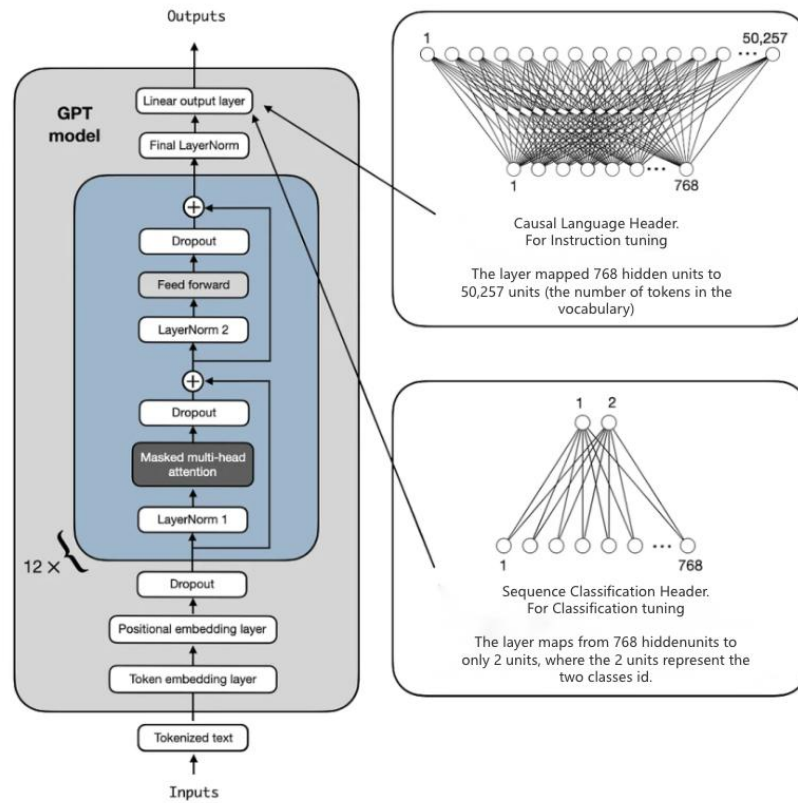 Outputs
GPT
model
Linear output layer
Final LayerNorm
Dropout
Feed forward
LayerNorm 2
Dropout
Masked multi-head
attention
LayerNorm 1
12 ×
Dropout
Positional embedding layer
Token embedding layer
Tokenized text
Inputs
1 50,257
1 768
Causal Language Header.
For Instruction tuning
The layer mapped 768 hidden units to
50,257 units (the number of tokens in the
vocabulary)
1 2
1 768
Sequence Classification Header.
For Classification tuning
The layer maps from 768 hiddenunits to
only 2 units, where the 2 units represent the
two classes id.